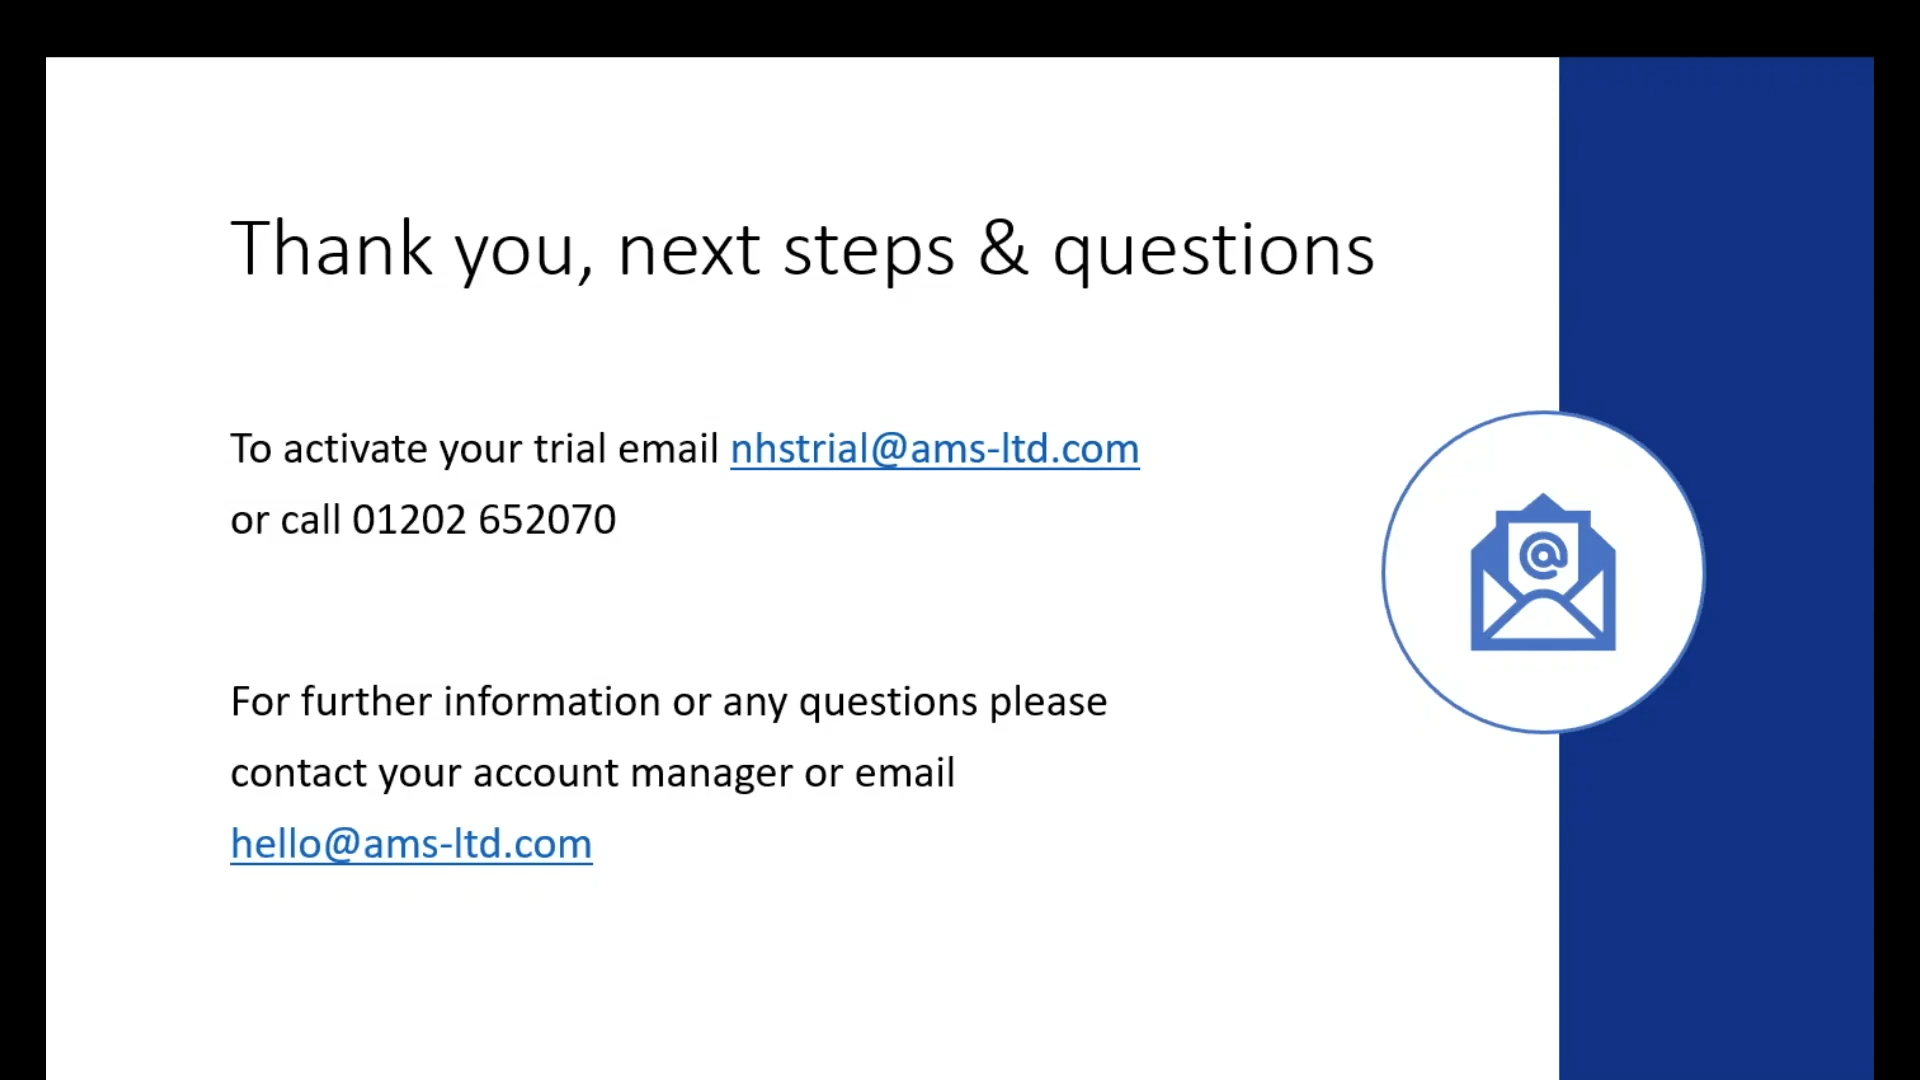 Thank you, next steps & questions
To activate your trial email nhstrial@ams-ltd.com
or call 01202 652070
For further information or any questions please
contact your account manager or email
hello@ams-ltd.com